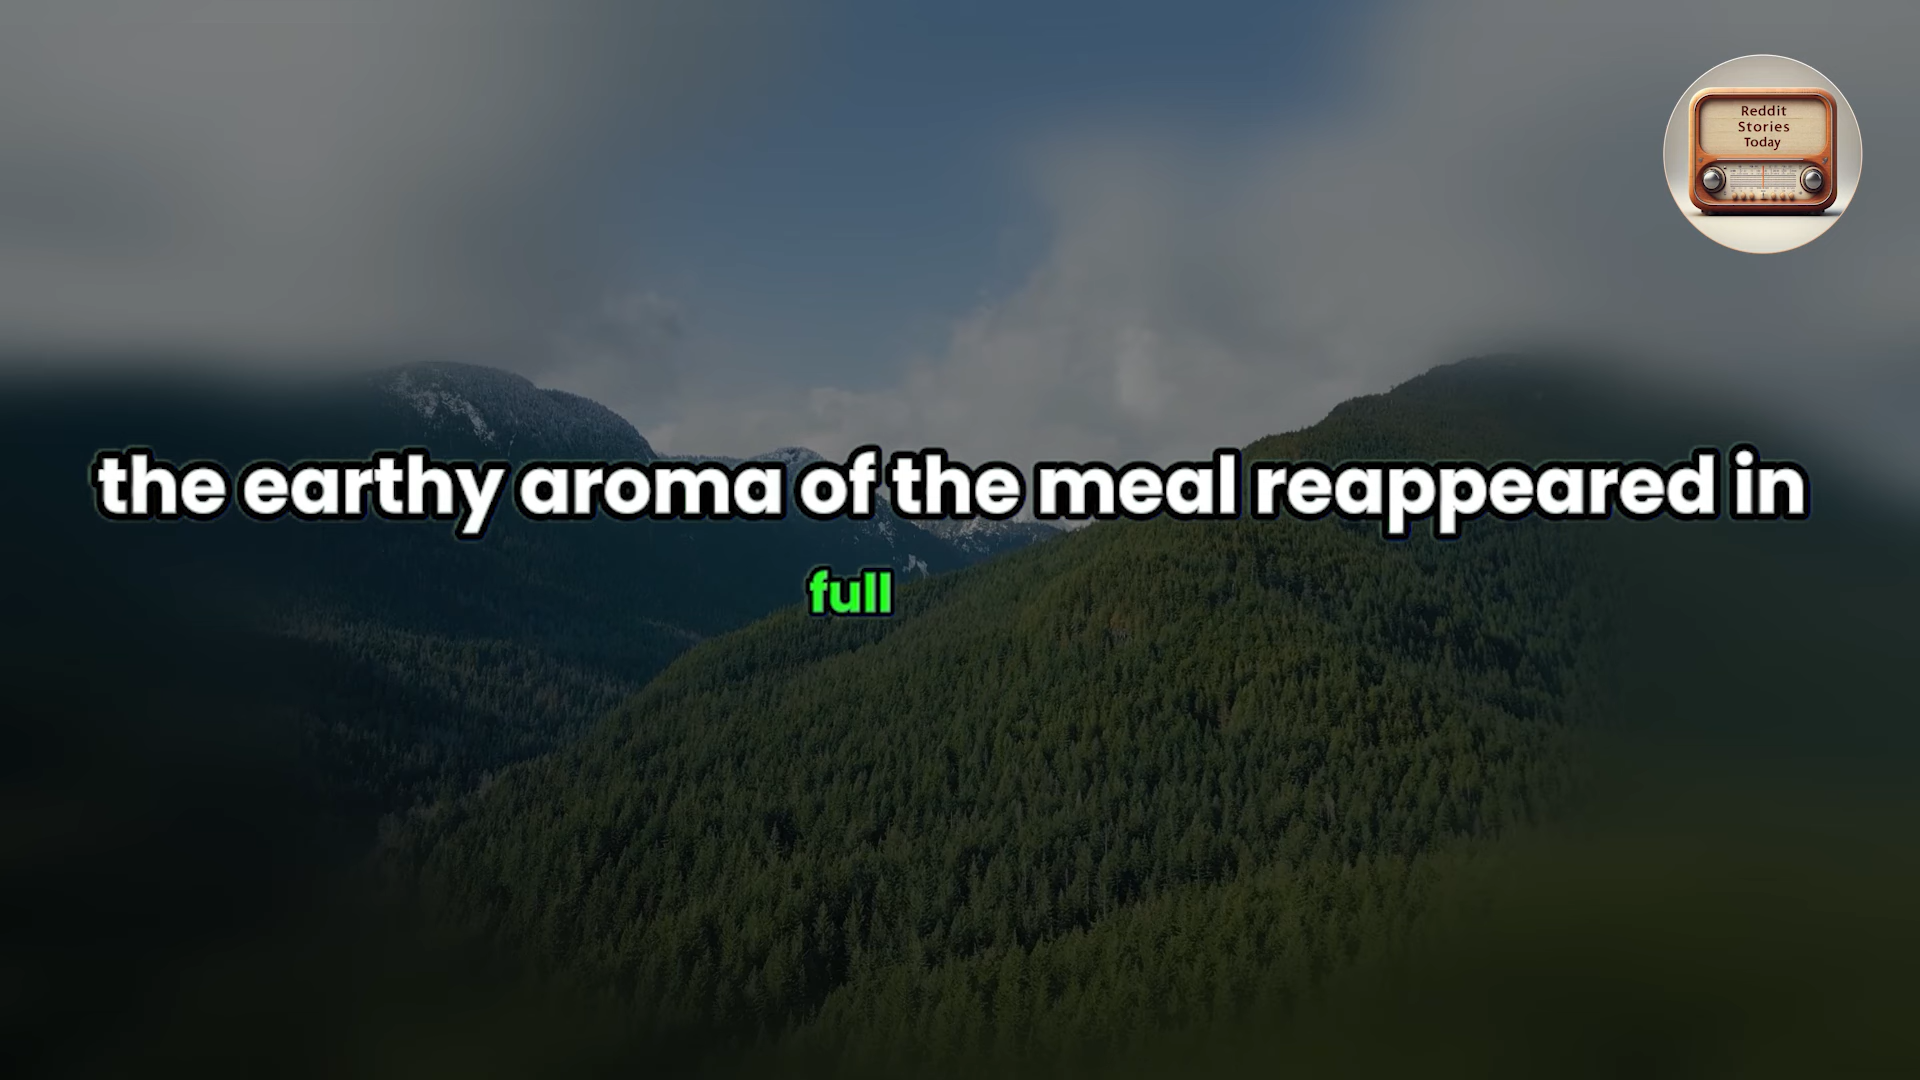 Reddit
Stories
Today
the earthy aroma of the meal reappeared in
full